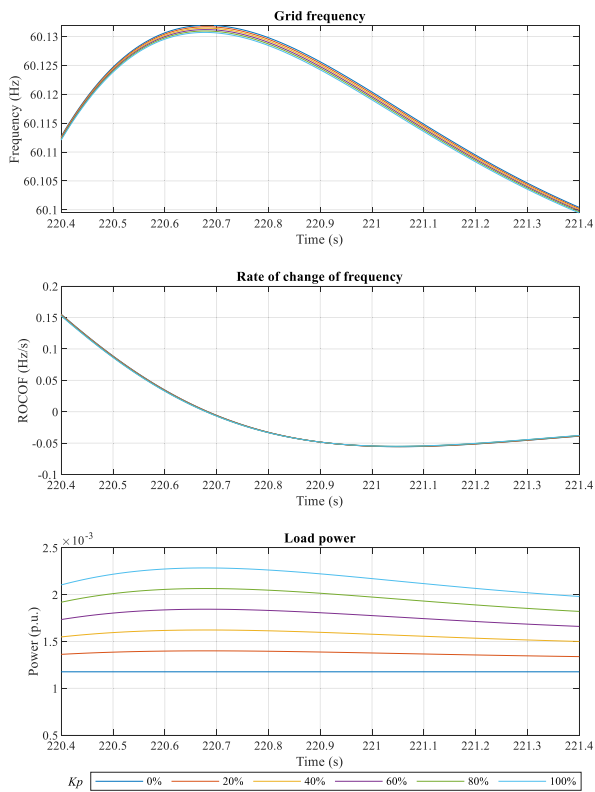 Grid frequency
Frequency (Hz)
60.13
60.125
60.12
60.115
60.11
60.105
60.1
220.4 220.5 220.6 220.7 220.8 220.9 221 221.1 221.2 221.3 221.4
Time (s)
Rate of change of frequency
ROCOF (Hz/s)
0.2
0.15
0.1
0.05
0
-0.05
-0.1
220.4 220.5 220.6 220.7 220.8 220.9 221 221.1 221.2 221.3 221.4
Time (s)
Load power
×10-3
Power (p.u.)
2.5
2
1.5
1
0.5
220.4 220.5 220.6 220.7 220.8 220.9 221 221.1 221.2 221.3 221.4
Time (s)
Kp 0% 20% 40% 60% 80% 100%